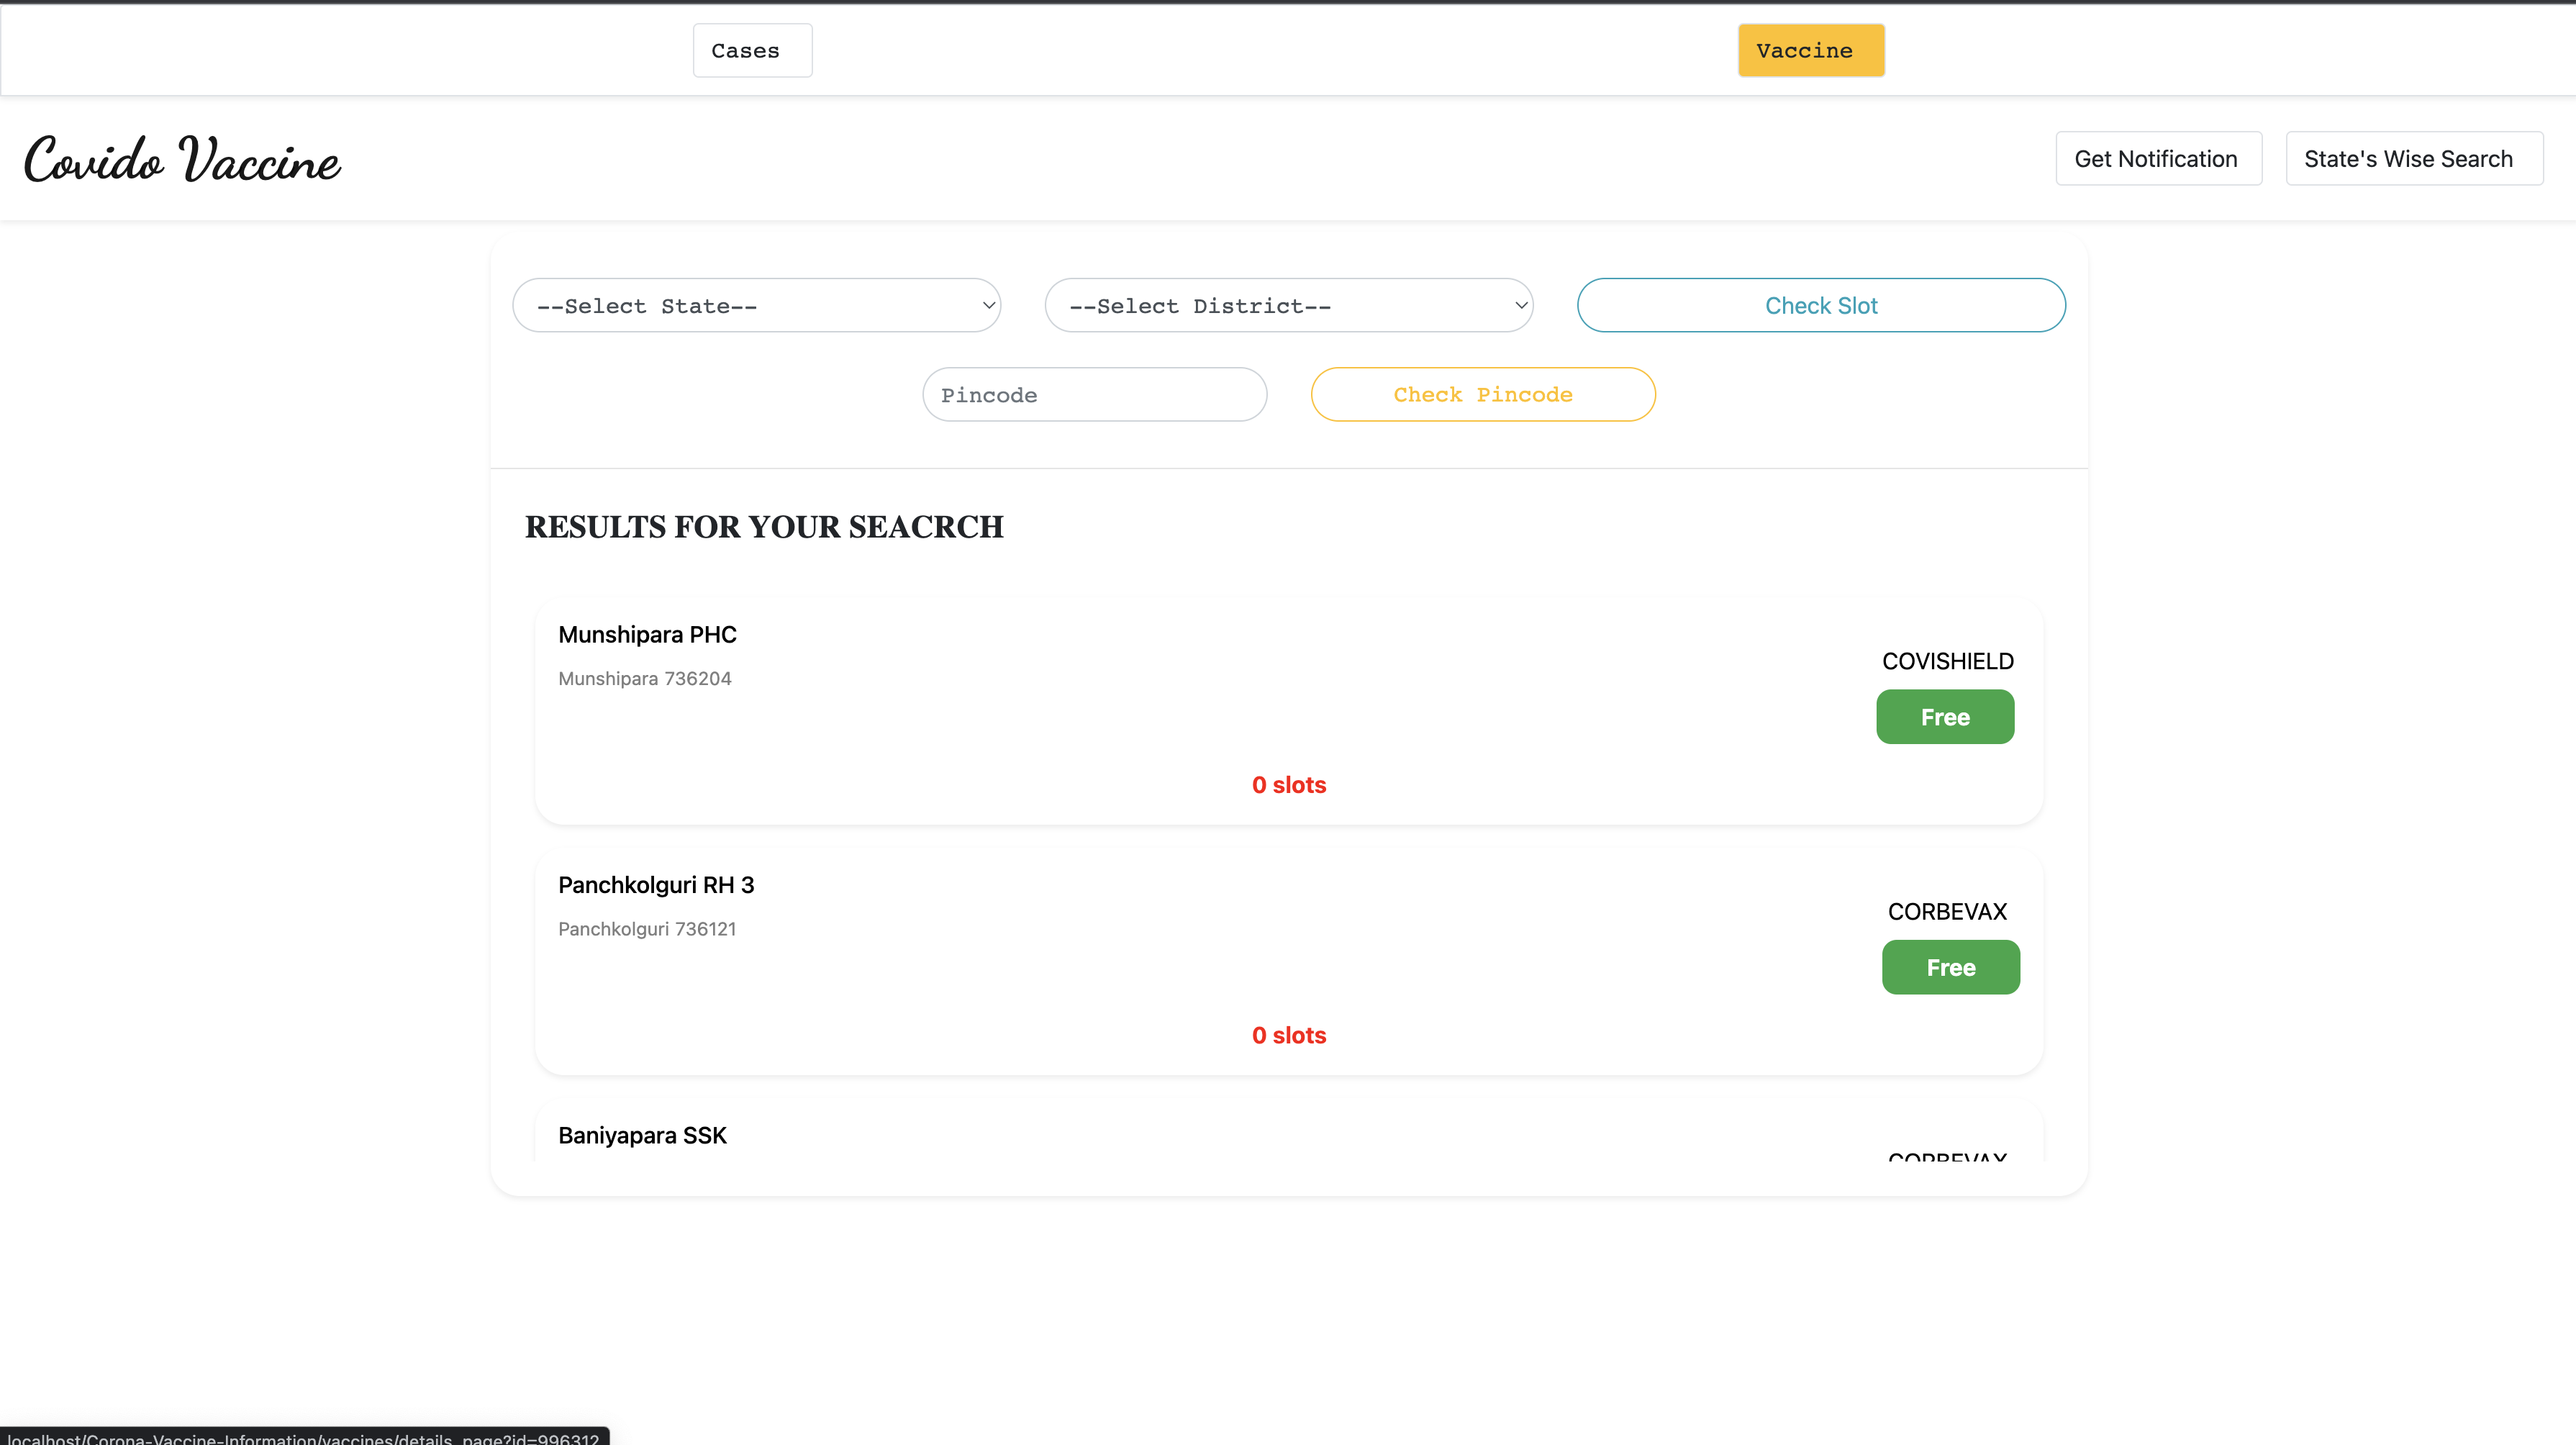 Cases
Vaccine
Covido Vaccine
Get Notification
State's Wise Search
--Select State--
--Select District--
Check Slot
Pincode
Check Pincode
RESULTS FOR YOUR SEACRCH
Munshipara PHC
Munshipara 736204
COVISHIELD
Free
0 slots
Panchkolguri RH 3
Panchkolguri 736121
CORBEVAX
Free
0 slots
Baniyapara SSK
CORBEVAX
localhost/Corona-Vaccine-Information/vaccines/details_page?id=996312